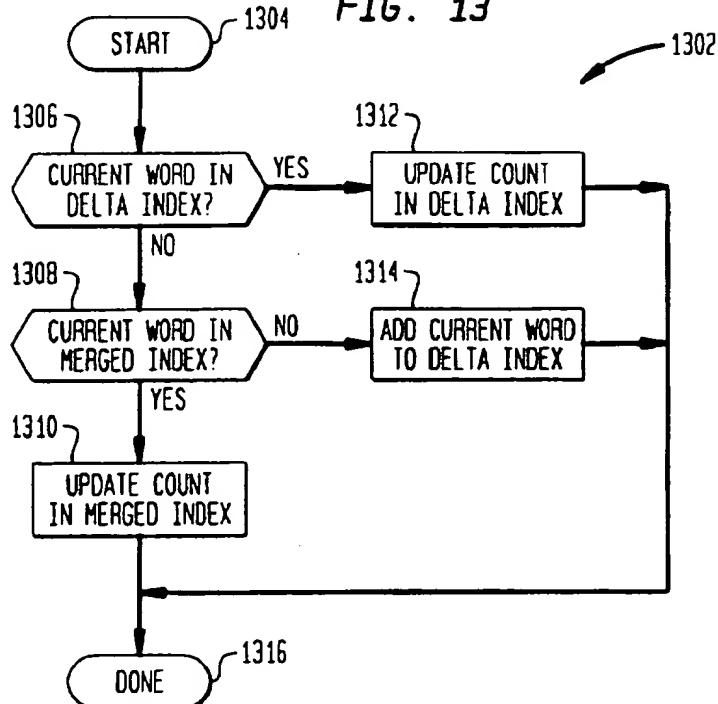 FIG. 13
START
1304
1302
1306
CURRENT WORD IN
DELTA INDEX?
YES
1312
UPDATE COUNT
IN DELTA INDEX
NO
1308
CURRENT WORD IN
MERGED INDEX?
NO
1314
ADD CURRENT WORD
TO DELTA INDEX
YES
1310
UPDATE COUNT
IN MERGED INDEX
1316
DONE